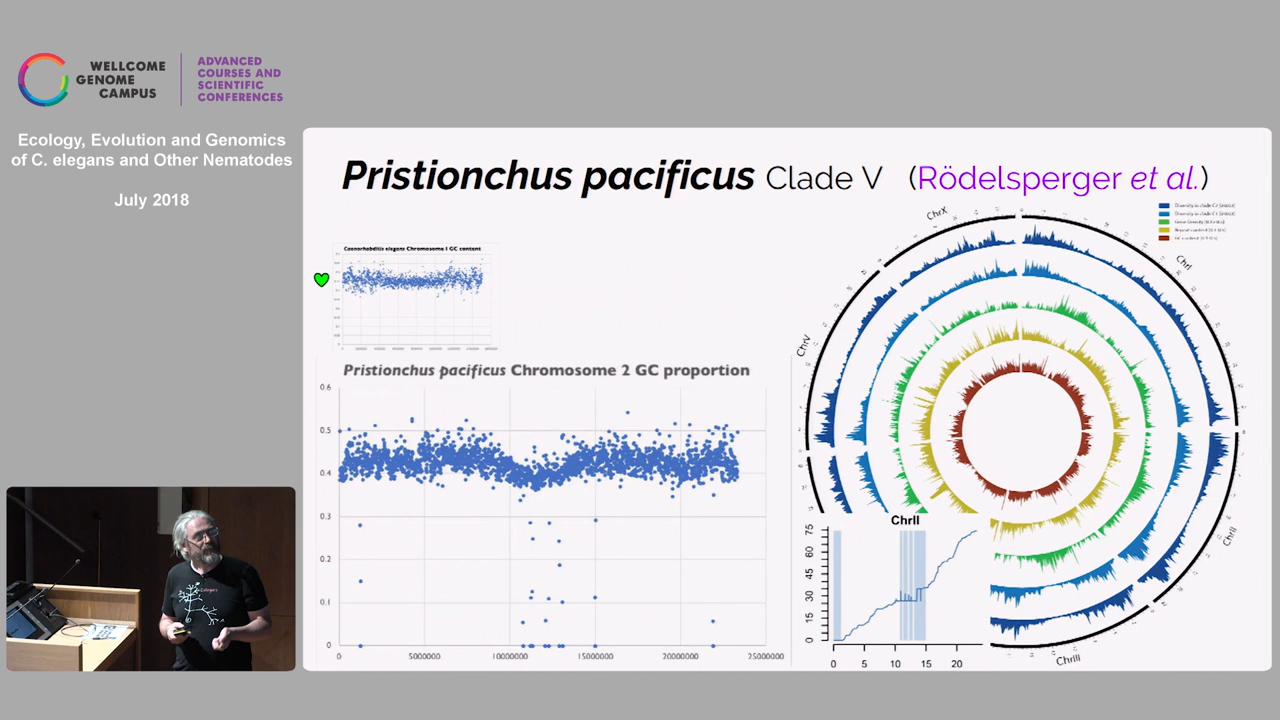 WELLCOME
GENOME
CAMPUS
ADVANCED
COURSES AND
SCIENTIFIC
CONFERENCES
Ecology, Evolution and Genomics
of C. elegans and Other Nematodes
July 2018
Pristionchus pacificus Clade V (Rödelsperger et al.)
Caenorhabditis elegans Chromosome I GC content
Pristionchus pacificus Chromosome 2 GC proportion
0.6
0.5
0.4
0.3
0.2
0.1
0
0 5000000 10000000 15000000 20000000 25000000
ChrX
ChrI
ChrV
ChrII
ChrIII
ChrII
75
60
45
30
15
0
0 5 10 15 20